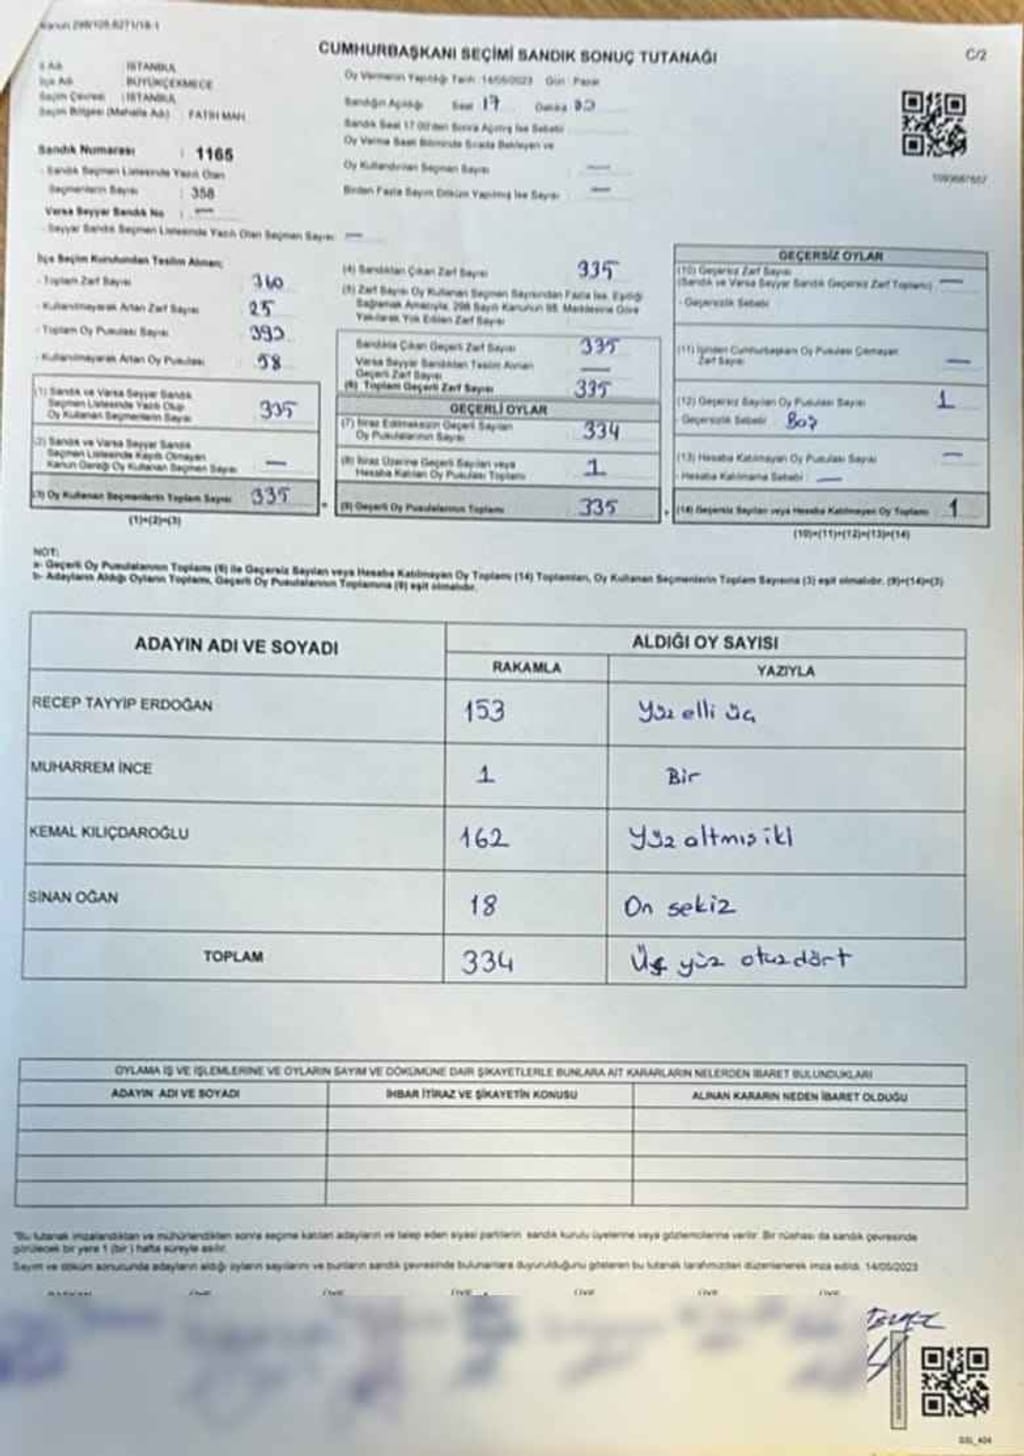 Kanun 298/105.6271/18-1
CUMHURBAŞKANI SEÇİMİ SANDIK SONUÇ TUTANAĞI
C/2
İli Adı : İSTANBUL
İlçe Adı : BÜYÜKÇEKMECE
Seçim Çevresi : İSTANBUL
Seçim Bölgesi (Mahalle Adı) : FATİH MAH.
Sandık Numarası : 1165
- Sandık Seçmen Listesinde Yazılı Olan
Seçmenlerin Sayısı : 358
Varsa Seyyar Sandık No : —
- Seyyar Sandık Seçmen Listesinde Yazılı Olan Seçmen Sayısı : —
Oy Vermenin Yapıldığı Tarih : 14/05/2023 Gün : Pazar
Sandığın Açıldığı Saat 17 Dakika
Sandık Saat 17:00'den Sonra Açılmış İse Sebebi
Oy Verme Saati Bitiminde Sırada Bekleyen ve
Oy Kullandırılan Seçmen Sayısı —
Birden Fazla Sayım Döküm Yapılmış İse Sayısı —
İlçe Seçim Kurulundan Teslim Alınan;
- Toplam Zarf Sayısı 360
- Kullanılmayarak Artan Zarf Sayısı 25
- Toplam Oy Pusulası Sayısı 393
- Kullanılmayarak Artan Oy Pusulası 58
(1) Sandık ve Varsa Seyyar Sandık
Seçmen Listesinde Yazılı Olup
Oy Kullanan Seçmenlerin Sayısı 335
(2) Sandık ve Varsa Seyyar Sandık
Seçmen Listesinde Kayıtlı Olmayan
Kanun Gereği Oy Kullanan Seçmen Sayısı —
(3) Oy Kullanan Seçmenlerin Toplam Sayısı 335
(1)+(2)=(3)
(4) Sandıktan Çıkan Zarf Sayısı 335
(5) Zarf Sayısı Oy Kullanan Seçmen Sayısından Fazla İse, Eşitliği
Sağlamak Amacıyla, 298 Sayılı Kanunun 98. Maddesine Göre
Yakılarak Yok Edilen Zarf Sayısı
Sandıkta Çıkan Geçerli Zarf Sayısı 335
Varsa Seyyar Sandıktan Teslim Alınan
Geçerli Zarf Sayısı —
(6) Toplam Geçerli Zarf Sayısı 335
GEÇERLİ OYLAR
(7) İtiraz Edilmeksizin Geçerli Sayılan
Oy Pusulalarının Sayısı 334
(8) İtiraz Üzerine Geçerli Sayılan veya
Hesaba Katılan Oy Pusulası Toplamı 1
(9) Geçerli Oy Pusulalarının Toplamı 335
GEÇERSİZ OYLAR
(10) Geçersiz Zarf Sayısı
(Sandık ve Varsa Seyyar Sandık Geçersiz Zarf Toplamı) —
- Geçersizlik Sebebi
(11) İçinden Cumhurbaşkanı Oy Pusulası Çıkmayan
Zarf Sayısı —
(12) Geçersiz Sayılan Oy Pusulası Sayısı 1
- Geçersizlik Sebebi Boş
(13) Hesaba Katılmayan Oy Pusulası Sayısı —
- Hesaba Katılmama Sebebi : —
(14) Geçersiz Sayılan veya Hesaba Katılmayan Oy Toplamı 1
(10)+(11)+(12)+(13)=(14)
NOT:
a- Geçerli Oy Pusulalarının Toplamı (9) ile Geçersiz Sayılan veya Hesaba Katılmayan Oy Toplamı (14) Toplamları, Oy Kullanan Seçmenlerin Toplam Sayısına (3) eşit olmalıdır. (9)+(14)=(3)
b- Adayların Aldığı Oyların Toplamı, Geçerli Oy Pusulalarının Toplamına (9) eşit olmalıdır.
ADAYIN ADI VE SOYADI
ALDIĞI OY SAYISI
RAKAMLA YAZIYLA
RECEP TAYYİP ERDOĞAN 153 Yüz elli üç
MUHARREM İNCE 1 Bir
KEMAL KILIÇDAROĞLU 162 Yüz altmış iki
SİNAN OĞAN 18 On sekiz
TOPLAM 334 Üç yüz otuzdört
OYLAMA İŞ VE İŞLEMLERİNE VE OYLARIN SAYIM VE DÖKÜMÜNE DAİR ŞİKAYETLERLE BUNLARA AİT KARARLARIN NELERDEN İBARET BULUNDUKLARI
ADAYIN ADI VE SOYADI İHBAR İTİRAZ VE ŞİKAYETİN KONUSU ALINAN KARARIN NEDEN İBARET OLDUĞU
*Bu tutanak imzalandıktan ve mühürlendikten sonra seçime katılan adayların ve talep eden siyasi partilerin sandık kurulu üyelerine veya gözlemcilerine verilir. Bir nüshası da sandık çevresinde
görülecek bir yere 1 (bir) hafta süreyle asılır.
Sayım ve döküm sonucunda adayların aldığı oyların sayılarını ve bunların sandık çevresinde bulunanlara duyurulduğunu gösteren bu tutanak tarafımızdan düzenlenerek imza edildi. 14/05/2023